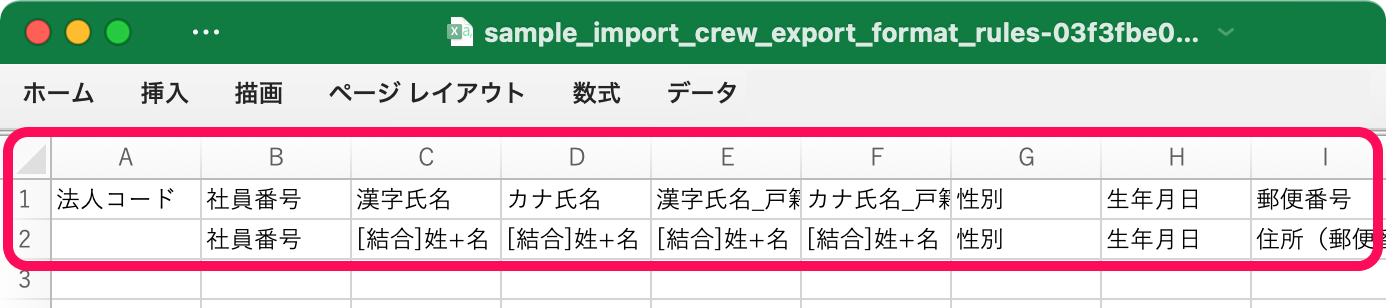 sample_import_crew_export_format_rules-03f3fbe0...
ホーム 挿入 描画 ページ レイアウト 数式 データ
A B C D E F G H I
1 法人コード 社員番号 漢字氏名 カナ氏名 漢字氏名_戸 カナ氏名_戸 性別 生年月日 郵便番号
2 社員番号 [結合]姓+名 [結合]姓+名 [結合]姓+名 [結合]姓+名 性別 生年月日 住所（郵便
3